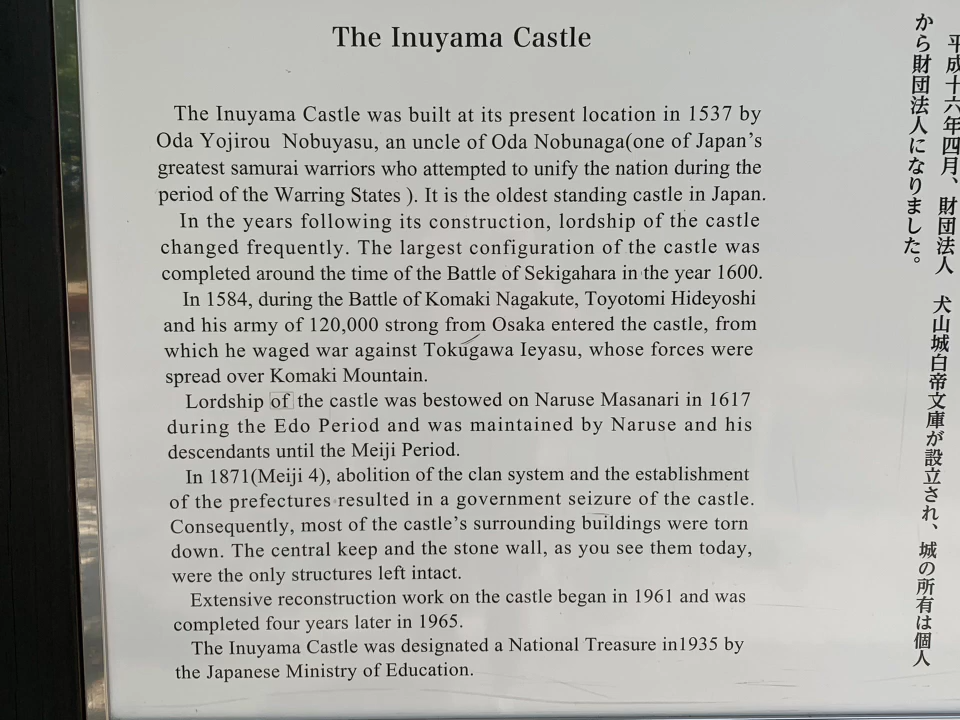 The Inuyama Castle
The Inuyama Castle was built at its present location in 1537 by
Oda Yojirou Nobuyasu, an uncle of Oda Nobunaga(one of Japan's
greatest samurai warriors who attempted to unify the nation during the
period of the Warring States ). It is the oldest standing castle in Japan.
In the years following its construction, lordship of the castle
changed frequently. The largest configuration of the castle was
completed around the time of the Battle of Sekigahara in the year 1600.
In 1584, during the Battle of Komaki Nagakute, Toyotomi Hideyoshi
and his army of 120,000 strong from Osaka entered the castle, from
which he waged war against Tokugawa Ieyasu, whose forces were
spread over Komaki Mountain.
Lordship of the castle was bestowed on Naruse Masanari in 1617
during the Edo Period and was maintained by Naruse and his
descendants until the Meiji Period.
In 1871(Meiji 4), abolition of the clan system and the establishment
of the prefectures resulted in a government seizure of the castle.
Consequently, most of the castle's surrounding buildings were torn
down. The central keep and the stone wall, as you see them today,
were the only structures left intact.
Extensive reconstruction work on the castle began in 1961 and was
completed four years later in 1965.
The Inuyama Castle was designated a National Treasure in1935 by
the Japanese Ministry of Education.
平成十六年四月、財団法人 犬山城白帝文庫が設立され、城の所有は個人
から財団法人になりました。